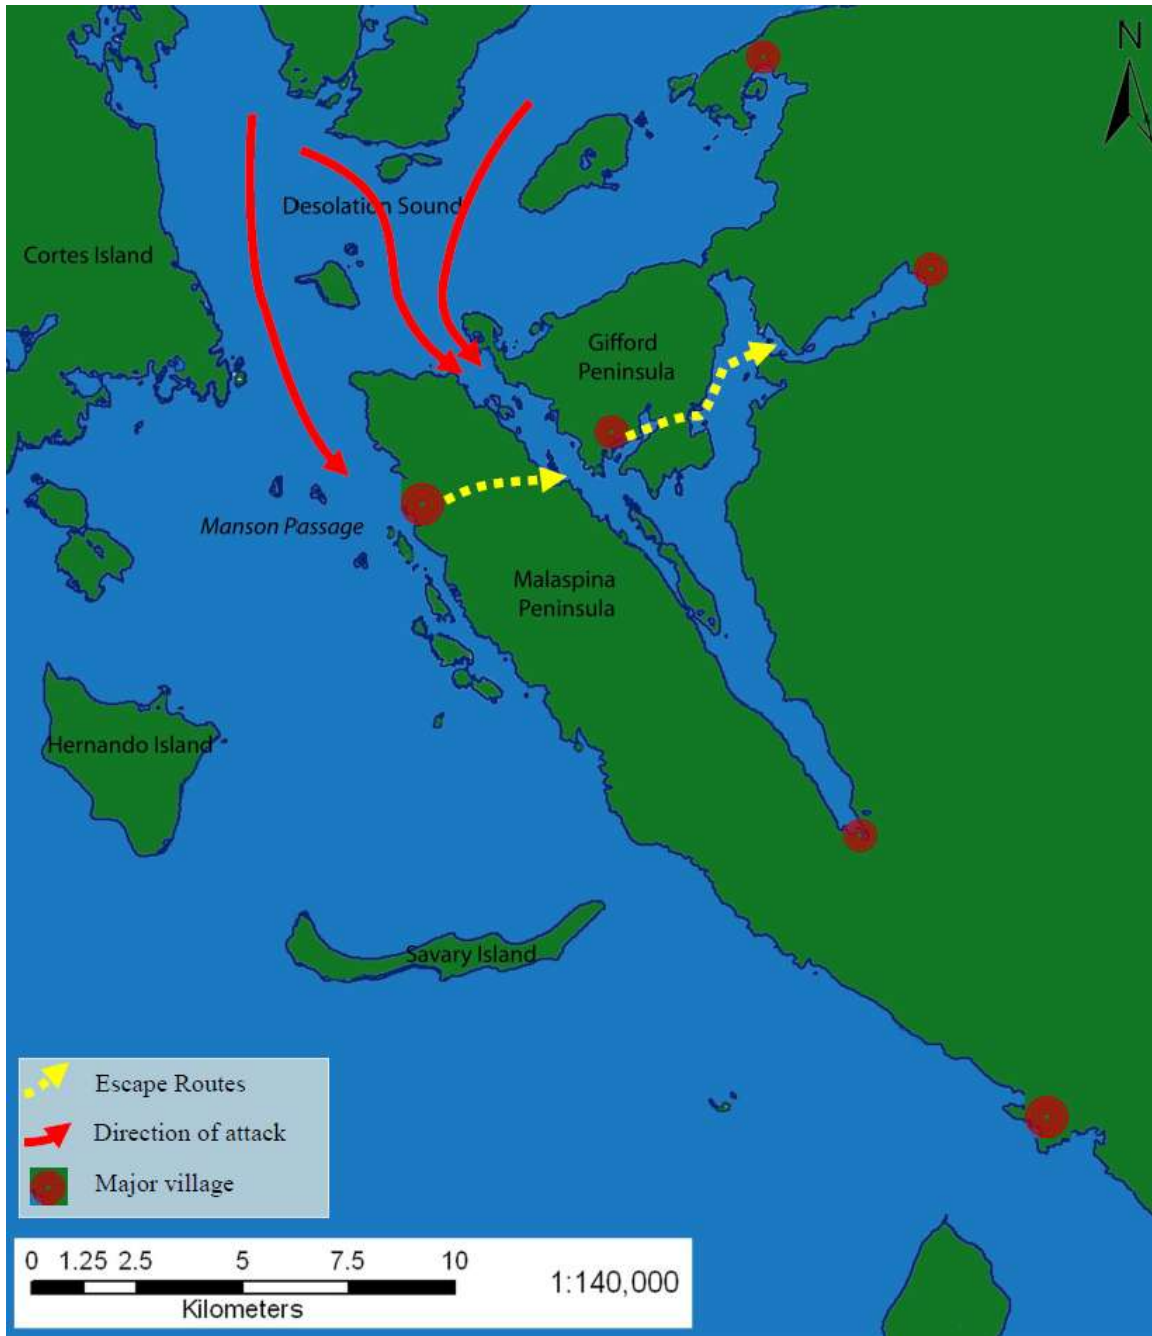 N
Desolation Sound
Cortes Island
Gifford
Peninsula
Manson Passage
Malaspina
Peninsula
Hernando Island
Savary Island
Escape Routes
Direction of attack
Major village
0 1.25 2.5 5 7.5 10
1:140,000
Kilometers